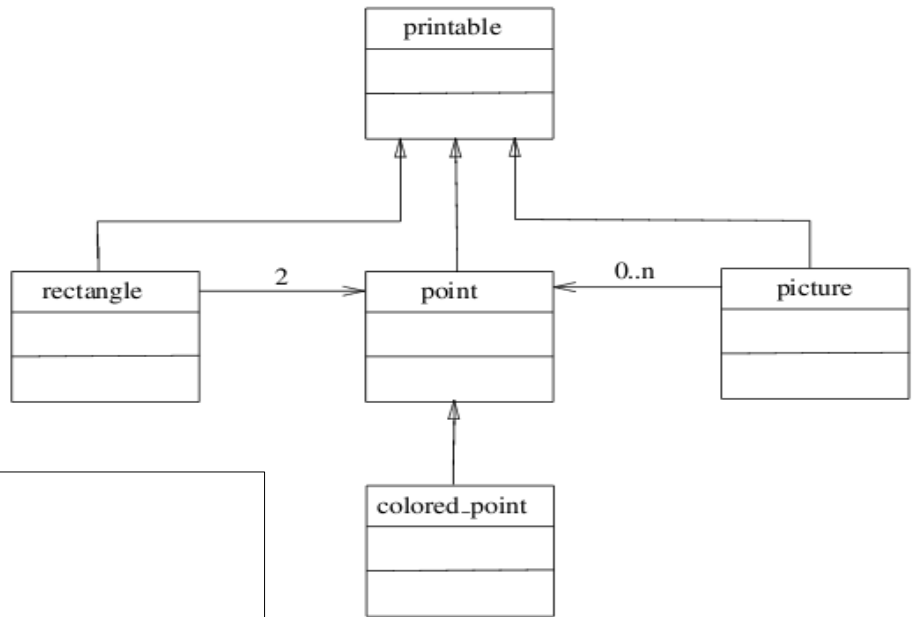 printable
rectangle
2
point
0..n
picture
colored_point